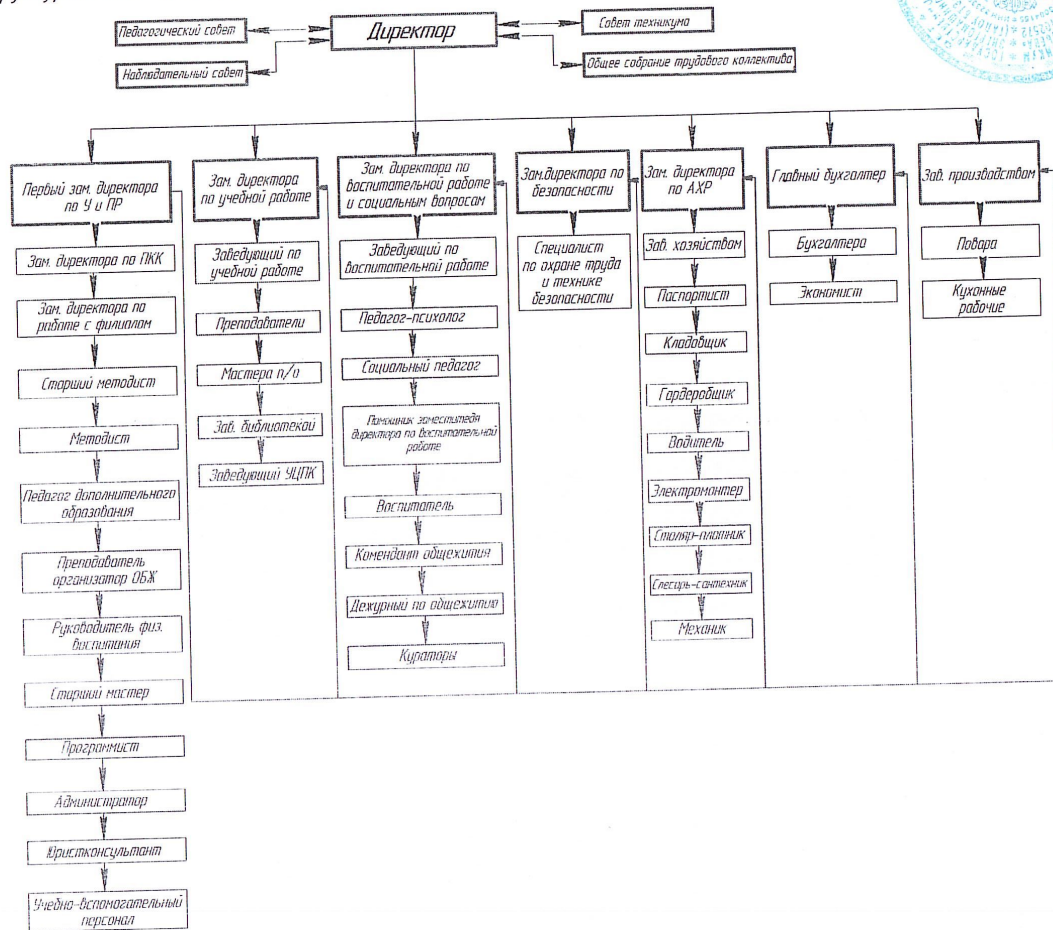 Педагогический совет
Директор
Совет техникума
Наблюдательный совет
Общее собрание трудового коллектива
Первый зам. директора
по У и ПР
Зам. директора
по учебной работе
Зам. директора по
воспитательной работе
и социальным вопросам
Зам.директора по
безопасности
Зам. директора
по АХР
Главный бухгалтер
Зав. производством
Зам. директора по ПКК
Зам. директора по
работе с филиалом
Старший методист
Методист
Педагог дополнительного
образования
Преподаватель
организатор ОБЖ
Руководитель физ.
воспитания
Старший мастер
Программист
Администратор
Юристконсультант
Учебно-вспомогательный
персонал
Заведующий по
учебной работе
Преподаватели
Мастера п/о
Зав. библиотекой
Заведующий УЦПК
Заведующий по
воспитательной работе
Педагог-психолог
Социальный педагог
Помошник заместителя
директора по воспитательной
работе
Воспитатель
Комендант общежития
Дежурный по общежитию
Кураторы
Специалист
по охране труда
и технике
безопасности
Зав. хозяйством
Паспортист
Кладовщик
Гардеробщик
Водитель
Электромонтер
Столяр-плотник
Слесарь-сантехник
Механик
Бухгалтера
Экономист
Повара
Кухонные
рабочие